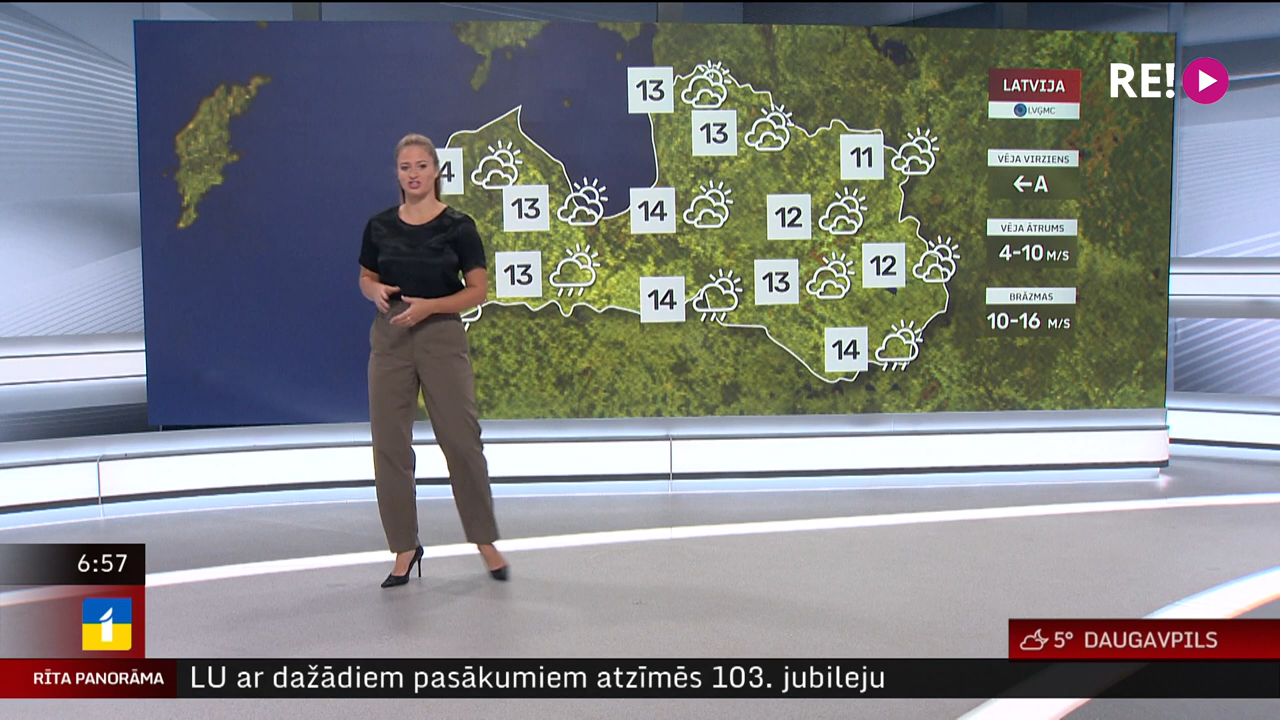 RE!
LATVIJA
LVĢMC
VĒJA VIRZIENS
←A
VĒJA ĀTRUMS
4-10 M/S
BRĀZMAS
10-16 M/S
13
13
11
4
13
14
12
13
14
13
12
14
6:57
1
5° DAUGAVPILS
RĪTA PANORĀMA
LU ar dažādiem pasākumiem atzīmēs 103. jubileju